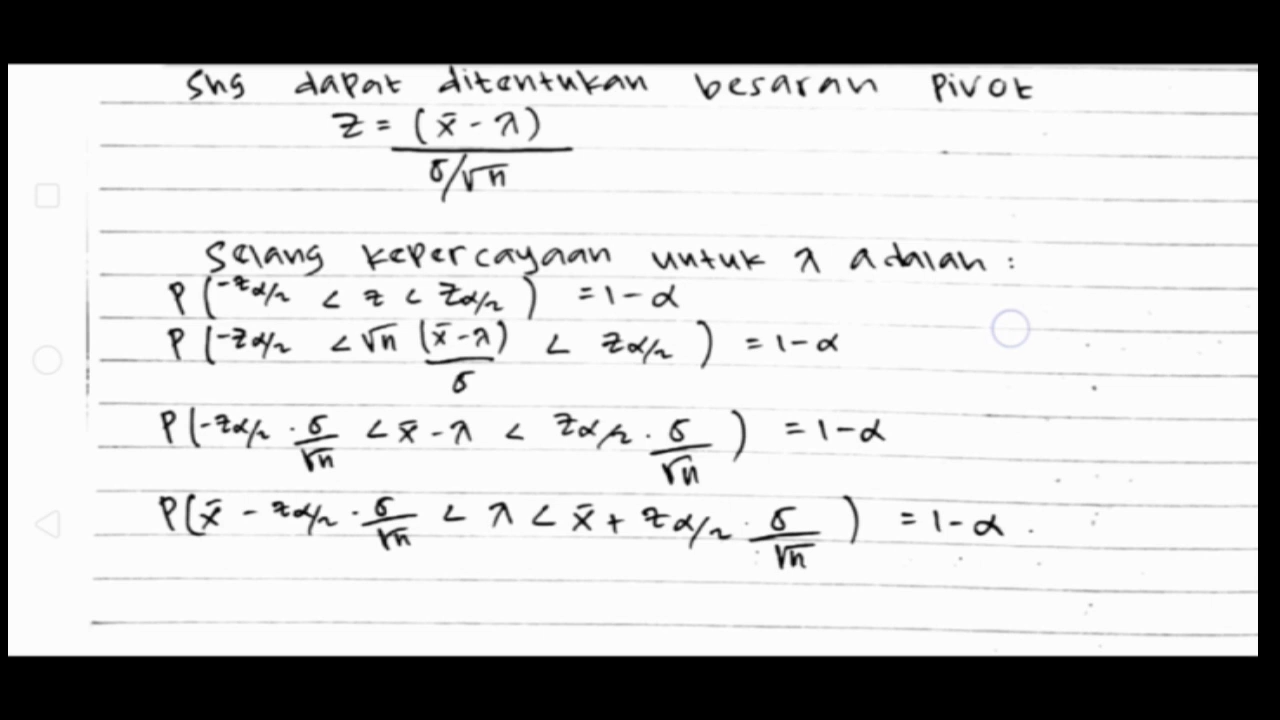 Shg dapat ditentukan besaran Pivot
Z = (x̄ - λ)
σ/√n
Selang kepercayaan untuk λ adalah :
P (-zα/2 < z < zα/2) = 1 - α
P (-zα/2 < √n (x̄ - λ)/σ < zα/2) = 1 - α
P(-zα/2 . σ/√n < x̄ - λ < zα/2 . σ/√n) = 1 - α
P(x̄ - zα/2 . σ/√n < λ < x̄ + zα/2 . σ/√n) = 1 - α .